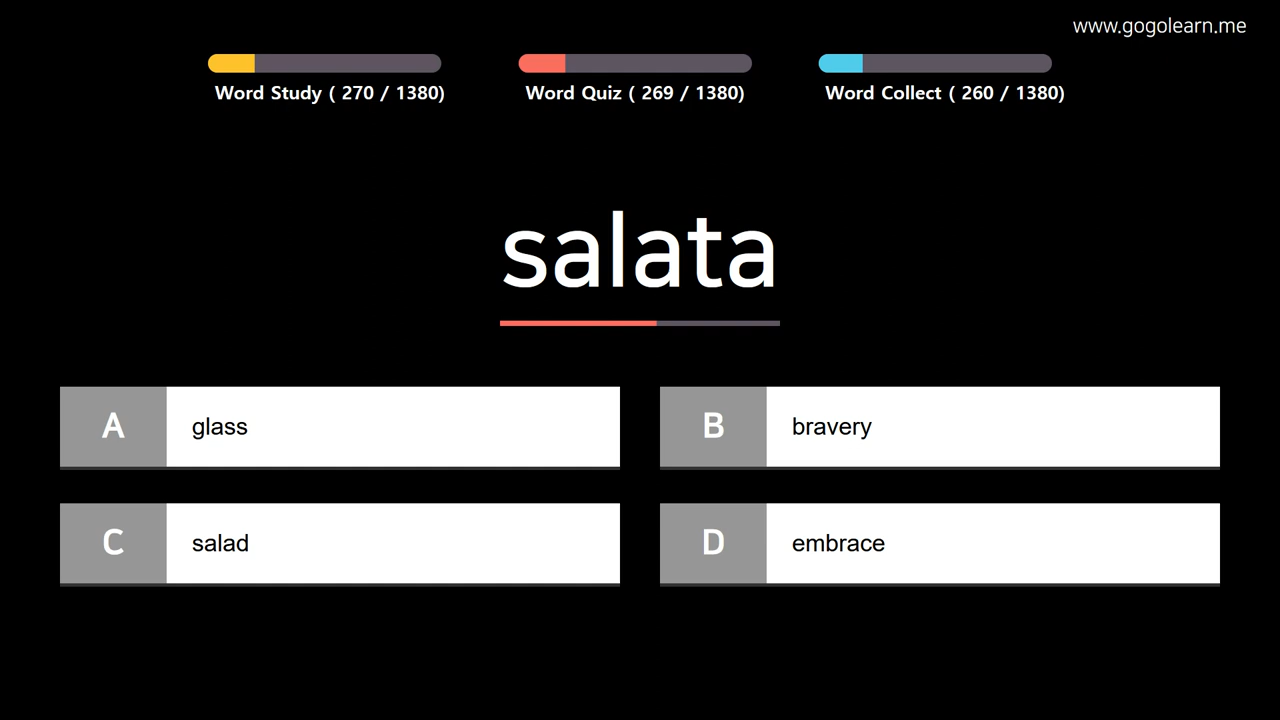 www.gogolearn.me
Word Study ( 270 / 1380)
Word Quiz ( 269 / 1380)
Word Collect ( 260 / 1380)
salata
A glass
B bravery
C salad
D embrace